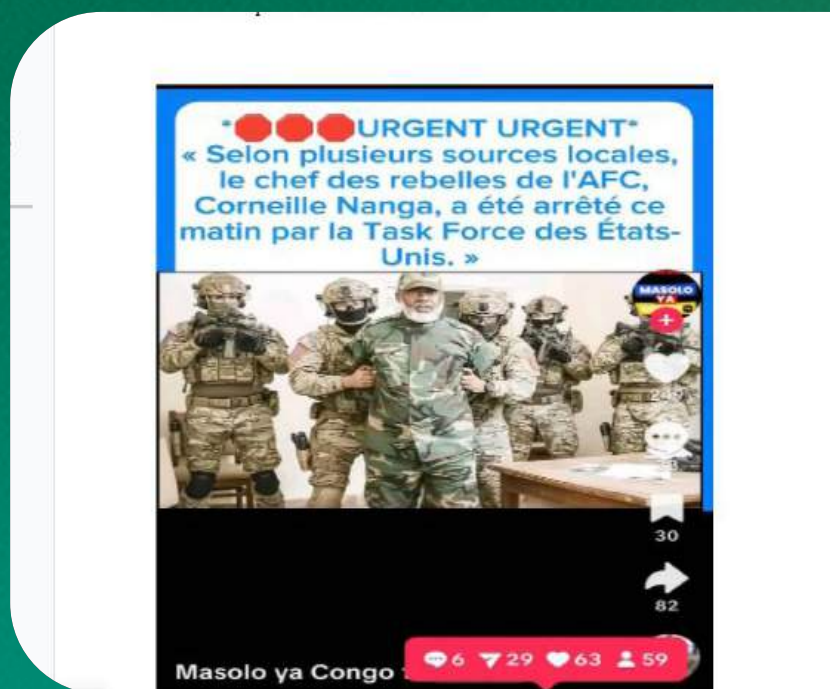 *🛑🛑🛑URGENT URGENT*
« Selon plusieurs sources locales,
le chef des rebelles de l'AFC,
Corneille Nanga, a été arrêté ce
matin par la Task Force des États-
Unis. »
MASOLO
YA
30
82
6 29 63 59
Masolo ya Congo